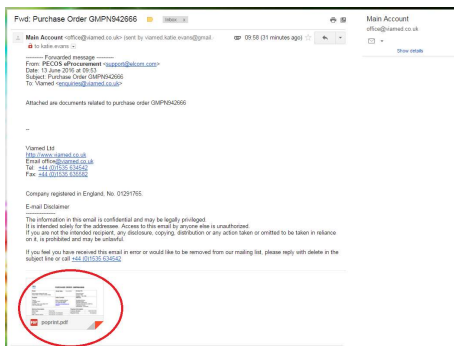 Fwd: Purchase Order GMPN942666
Inbox x
Main Account <office@viamed.co.uk> (sent by viamed.katie.evans@gmail.
09:58 (31 minutes ago)
to katie.evans
---------- Forwarded message ----------
From: PECOS eProcurement <support@elcom.com>
Date: 13 June 2016 at 09:53
Subject: Purchase Order GMPN942666
To: Viamed <enquiries@viamed.co.uk>
Attached are documents related to purchase order GMPN942666
--
Viamed Ltd
http://www.viamed.co.uk
Email office@viamed.co.uk
Tel: +44 (0)1535 634542
Fax: +44 (0)1535 635582
Company registered in England, No. 01291765.
E-mail Disclaimer
----------------
The information in this email is confidential and may be legally privileged.
It is intended solely for the addressee. Access to this email by anyone else is unauthorized.
If you are not the intended recipient, any disclosure, copying, distribution or any action taken or omitted to be taken in reliance
on it, is prohibited and may be unlawful.
If you feel you have received this email in error or would like to be removed from our mailing list, please reply with delete in the
subject line or call +44 (0)1535 634542
PDF poprint.pdf
Main Account
office@viamed.co.uk
Show details